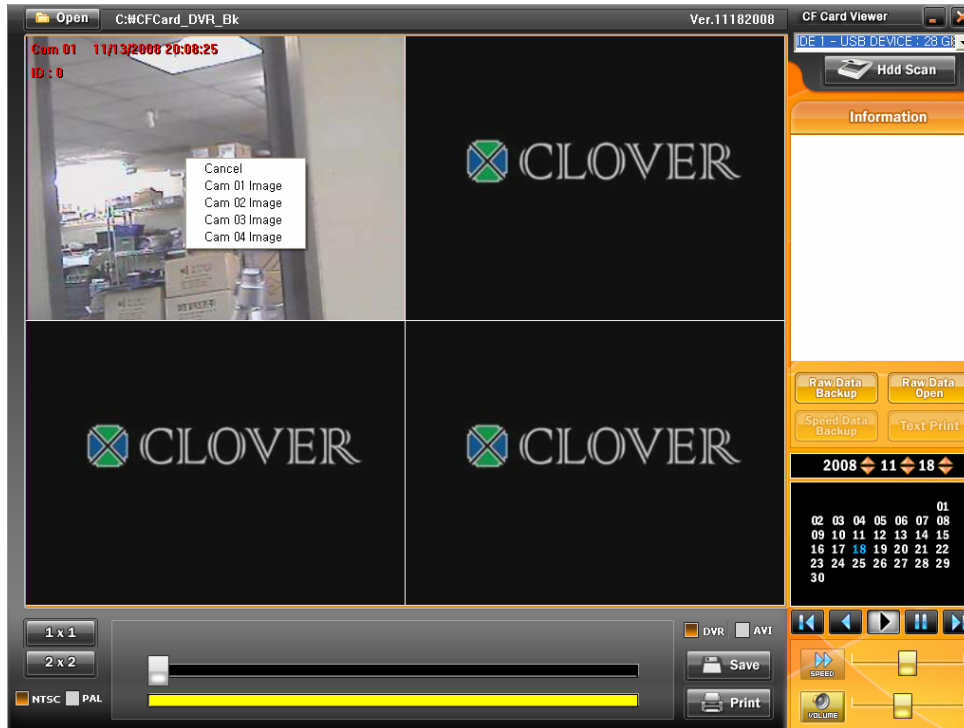 Open
C:₩CFCard_DVR_Bk
Ver.11182008
CF Card Viewer
IDE 1 - USB DEVICE : 28 GB
Hdd Scan
Cam 01 11/13/2008 20:08:25
ID : 0
Cancel
Cam 01 Image
Cam 02 Image
Cam 03 Image
Cam 04 Image
CLOVER
CLOVER
CLOVER
Information
Raw Data Backup
Raw Data Open
Speed Data Backup
Text Print
2008 11 18
01
02 03 04 05 06 07 08
09 10 11 12 13 14 15
16 17 18 19 20 21 22
23 24 25 26 27 28 29
30
1 x 1
2 x 2
NTSC PAL
DVR AVI
Save
Print
SPEED
VOLUME